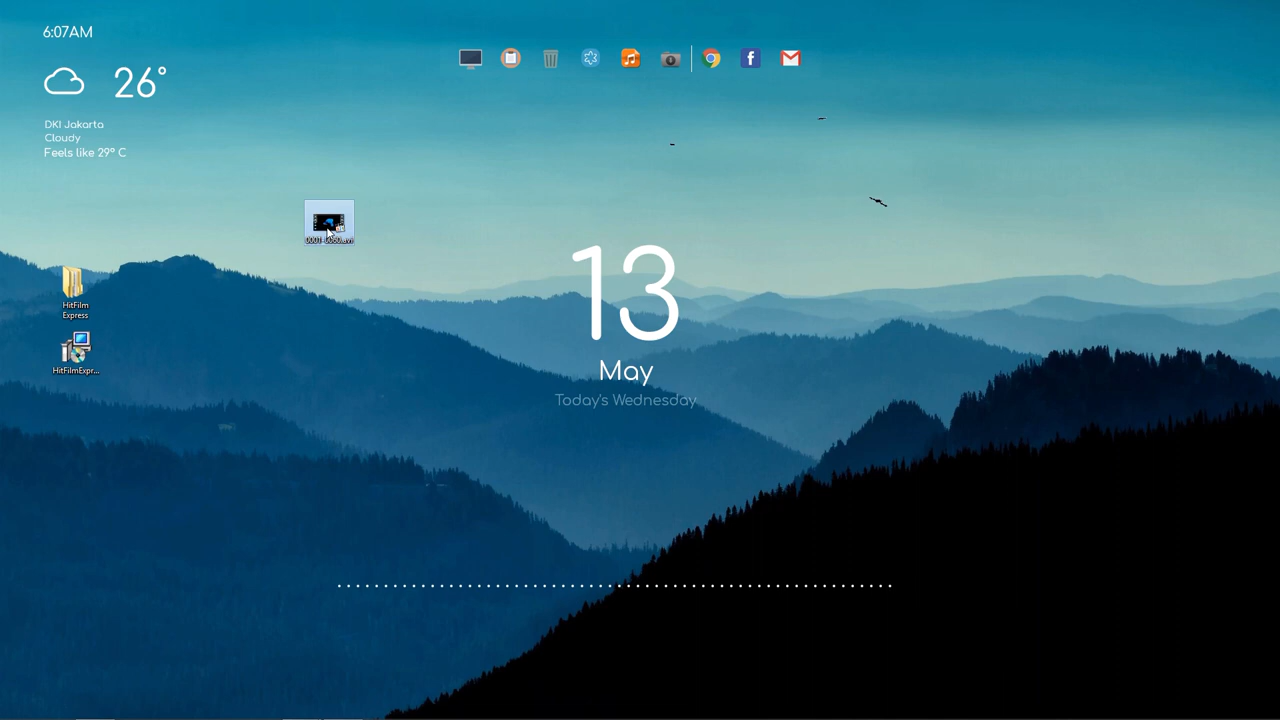 6:07AM
26°
DKI Jakarta
Cloudy
Feels like 29° C
HitFilm
Express
HitFilmExpr...
13
May
Today's Wednesday